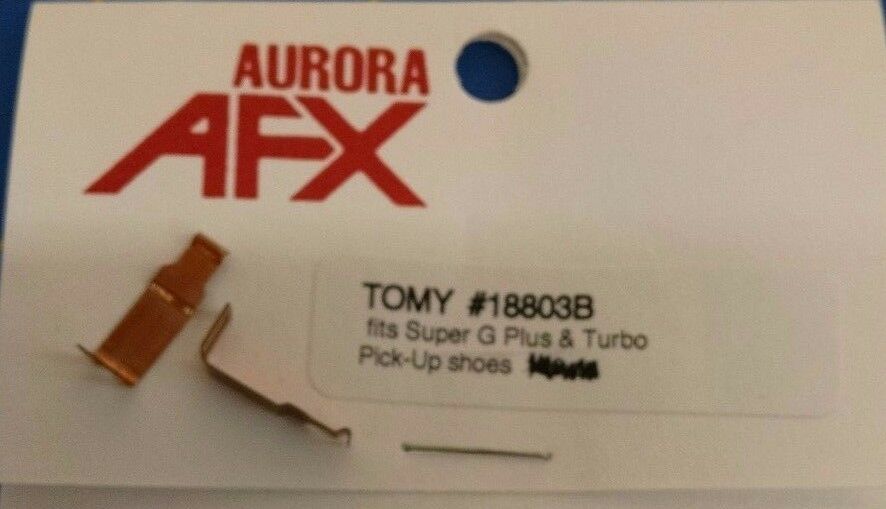 AURORA
AFX
TOMY #18803B
fits Super G Plus & Turbo
Pick-Up shoes